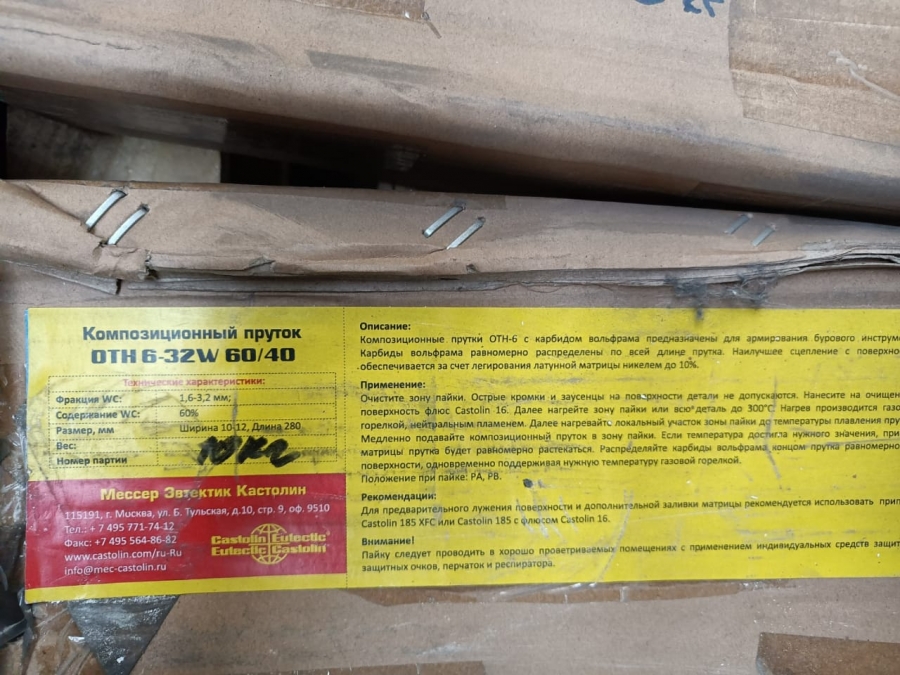 Композиционный пруток
ОТН 6-32W 60/40
Технические характеристики:
Фракция WC: 1,6-3,2 мм;
Содержание WC: 60%
Размер, мм Ширина 10-12, Длина 280
Вес: 10 кг
Номер партии
Мессер Эвтектик Кастолин
115191, г. Москва, ул. Б. Тульская, д.10, стр. 9, оф. 9510
Тел.: + 7 495 771-74-12
Факс: +7 495 564-86-82
www.castolin.com/ru-Ru
info@mec-castolin.ru
Castolin Eutectic
Eutectic Castolin
Описание:
Композиционные прутки ОТН-6 с карбидом вольфрама предназначены для армирования бурового инструм
Карбиды вольфрама равномерно распределены по всей длине прутка. Наилучшее сцепление с поверхно
обеспечивается за счет легирования латунной матрицы никелем до 10%.
Применение:
Очистите зону пайки. Острые кромки и заусенцы на поверхности детали не допускаются. Нанесите на очищен
поверхность флюс Castolin 16. Далее нагрейте зону пайки или всю деталь до 300°С. Нагрев производится газо
горелкой, нейтральным пламенем. Далее нагревайте локальный участок зоны пайки до температуры плавления пру
Медленно подавайте композиционный пруток в зону пайки. Если температура достигла нужного значения, при
матрицы прутка будет равномерно растекаться. Распределяйте карбиды вольфрама концом прутка равномерно
поверхности, одновременно поддерживая нужную температуру газовой горелкой.
Положение при пайке: PA, PB.
Рекомендации:
Для предварительного лужения поверхности и дополнительной заливки матрицы рекомендуется использовать прип
Castolin 185 XFC или Castolin 185 с флюсом Castolin 16.
Внимание!
Пайку следует проводить в хорошо проветриваемых помещениях с применением индивидуальных средств защит
защитных очков, перчаток и респиратора.